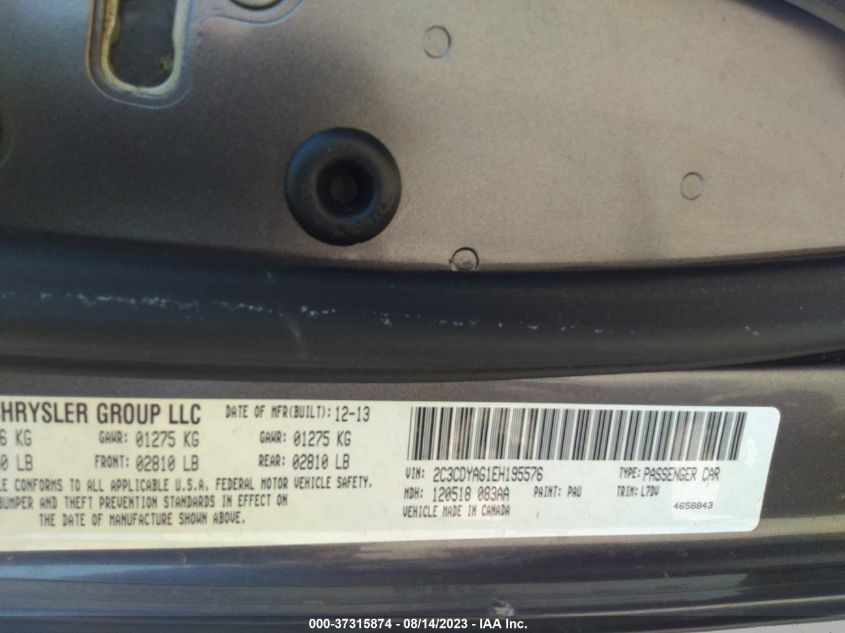 CHRYSLER GROUP LLC DATE OF MFR(BUILT): 12-13
KG GAWR: 01275 KG GAWR: 01275 KG
LB FRONT: 02810 LB REAR: 02810 LB
CONFORMS TO ALL APPLICABLE U.S.A. FEDERAL MOTOR VEHICLE SAFETY,
BUMPER AND THEFT PREVENTION STANDARDS IN EFFECT ON
THE DATE OF MANUFACTURE SHOWN ABOVE.
VIN: 2C3CDYAG1EH195576 TYPE: PASSENGER CAR
MDH: 120518 083AA PAINT: PAU TRIM: L7DV
VEHICLE MADE IN CANADA 4658843
000-37315874 - 08/14/2023 - IAA Inc.